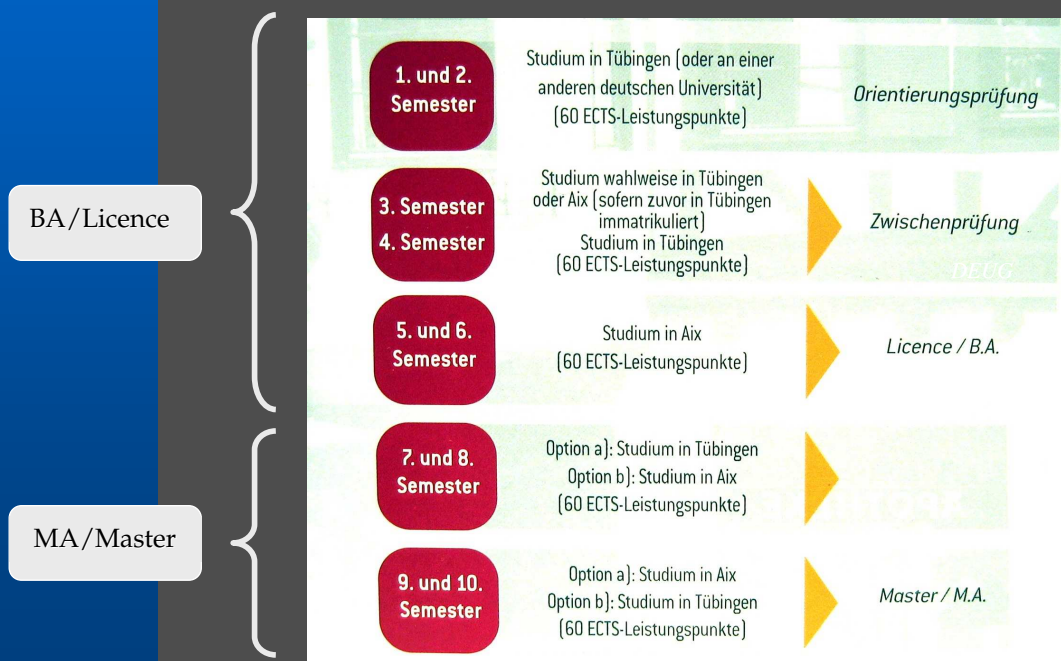 BA/Licence
1. und 2.
Semester
Studium in Tübingen (oder an einer
anderen deutschen Universität)
(60 ECTS-Leistungspunkte)
Orientierungsprüfung
3. Semester
4. Semester
Studium wahlweise in Tübingen
oder Aix (sofern zuvor in Tübingen
immatrikuliert)
Studium in Tübingen
(60 ECTS-Leistungspunkte)
Zwischenprüfung
DEUG
5. und 6.
Semester
Studium in Aix
(60 ECTS-Leistungspunkte)
Licence / B.A.
MA/Master
7. und 8.
Semester
Option a): Studium in Tübingen
Option b): Studium in Aix
(60 ECTS-Leistungspunkte)
9. und 10.
Semester
Option a): Studium in Aix
Option b): Studium in Tübingen
(60 ECTS-Leistungspunkte)
Master / M.A.